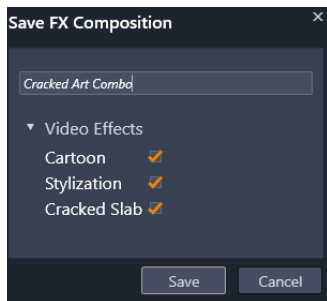 Save FX Composition
Cracked Art Combo
Video Effects
Cartoon
Stylization
Cracked Slab
Save Cancel